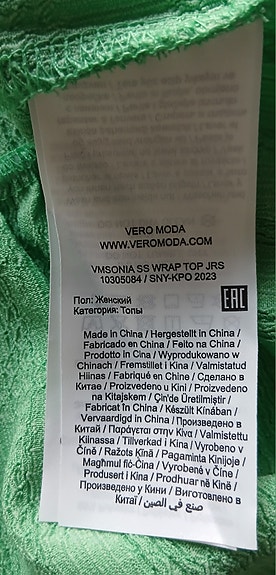 VERO MODA
WWW.VEROMODA.COM
VMSONIA SS WRAP TOP JRS
10305084 / SNY-KPO 2023
Пол: Женский
Категория: Топы
EAC
Made in China / Hergestellt in China /
Fabricado en China / Feito na China /
Prodotto in Cina / Wyprodukowano w
Chinach / Fremstillet i Kina / Valmistatud
Hiinas / Fabriqué en Chine / Сделано в
Китае / Proizvedeno u Kini / Proizveden
na Kitajskem / Çin'de Üretilmiştir /
Fabricat în China / Készült Kínában /
Vervaardigd in China / Произведено в
Китай / Παράγεται στην Κίνα / Valmistettu
Kiinassa / Tillverkad i Kina / Vyrobeno v
Číně / Ražots Ķīnā / Pagaminta Kinijoje /
Magħmul fiċ-Ċina / Vyrobené v Číne /
Produsert i Kina / Prodhuar në Kinë /
Произведено у Кини / Виготовлено в
Китаї / صنع في الصين